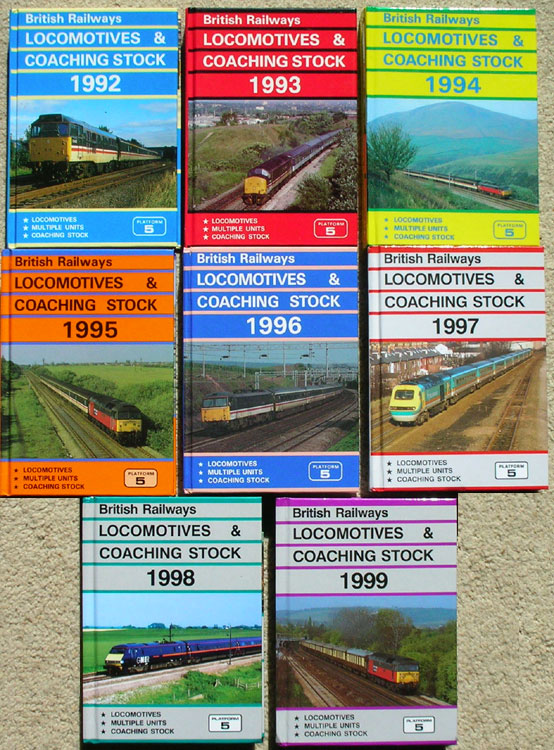 British Railways
LOCOMOTIVES &
COACHING STOCK
1992
★ LOCOMOTIVES
★ MULTIPLE UNITS
★ COACHING STOCK
PLATFORM
5
British Railways
LOCOMOTIVES &
COACHING STOCK
1993
★ LOCOMOTIVES
★ MULTIPLE UNITS
★ COACHING STOCK
PLATFORM
5
British Railways
LOCOMOTIVES &
COACHING STOCK
1994
★ LOCOMOTIVES
★ MULTIPLE UNITS
★ COACHING STOCK
PLATFORM
5
British Railways
LOCOMOTIVES &
COACHING STOCK
1995
★ LOCOMOTIVES
★ MULTIPLE UNITS
★ COACHING STOCK
PLATFORM
5
British Railways
LOCOMOTIVES &
COACHING STOCK
1996
★ LOCOMOTIVES
★ MULTIPLE UNITS
★ COACHING STOCK
PLATFORM
5
British Railways
LOCOMOTIVES &
COACHING STOCK
1997
★ LOCOMOTIVES
★ MULTIPLE UNITS
★ COACHING STOCK
PLATFORM
5
British Railways
LOCOMOTIVES &
COACHING STOCK
1998
GNER
★ LOCOMOTIVES
★ MULTIPLE UNITS
★ COACHING STOCK
PLATFORM
5
British Railways
LOCOMOTIVES &
COACHING STOCK
1999
★ LOCOMOTIVES
★ MULTIPLE UNITS
★ COACHING STOCK
PLATFORM
5